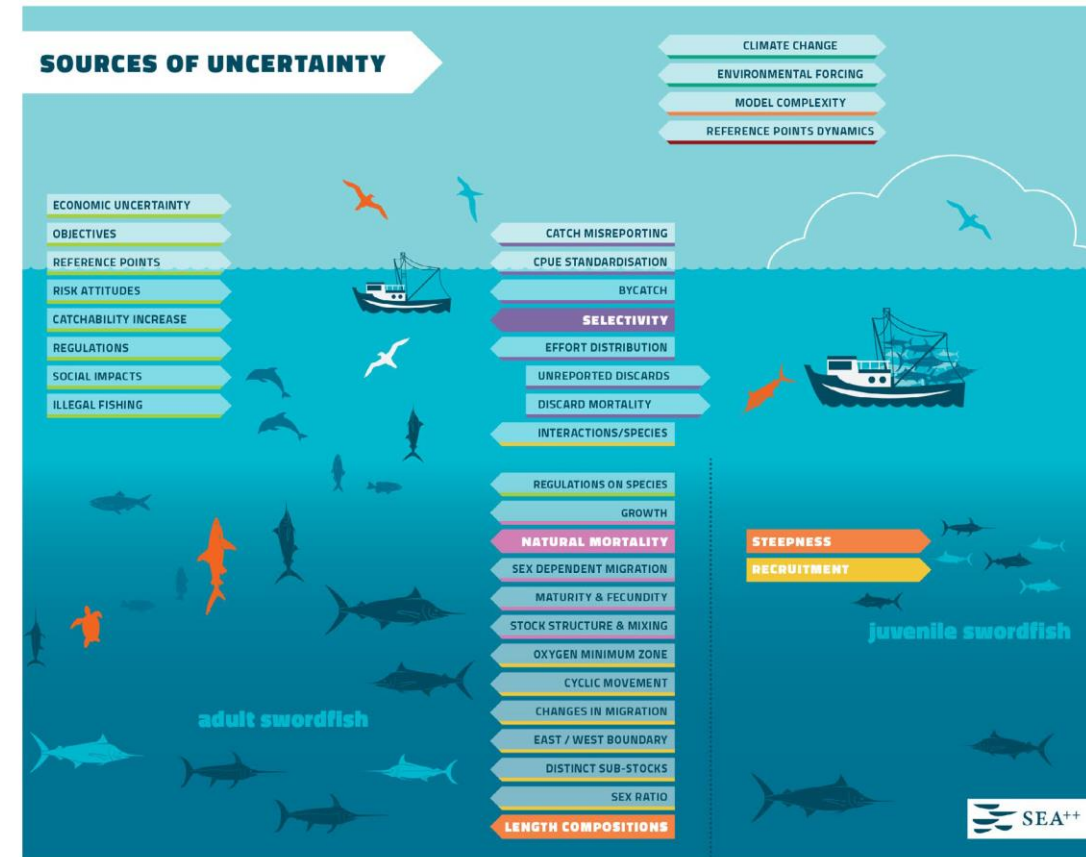 SOURCES OF UNCERTAINTY
CLIMATE CHANGE
ENVIRONMENTAL FORCING
MODEL COMPLEXITY
REFERENCE POINTS DYNAMICS
ECONOMIC UNCERTAINTY
OBJECTIVES
REFERENCE POINTS
RISK ATTITUDES
CATCHABILITY INCREASE
REGULATIONS
SOCIAL IMPACTS
ILLEGAL FISHING
CATCH MISREPORTING
CPUE STANDARDISATION
BYCATCH
SELECTIVITY
EFFORT DISTRIBUTION
UNREPORTED DISCARDS
DISCARD MORTALITY
INTERACTIONS/SPECIES
REGULATIONS ON SPECIES
GROWTH
NATURAL MORTALITY
SEX DEPENDENT MIGRATION
MATURITY & FECUNDITY
STOCK STRUCTURE & MIXING
OXYGEN MINIMUM ZONE
CYCLIC MOVEMENT
CHANGES IN MIGRATION
EAST / WEST BOUNDARY
DISTINCT SUB-STOCKS
SEX RATIO
LENGTH COMPOSITIONS
STEEPNESS
RECRUITMENT
juvenile swordfish
adult swordfish
SEA++